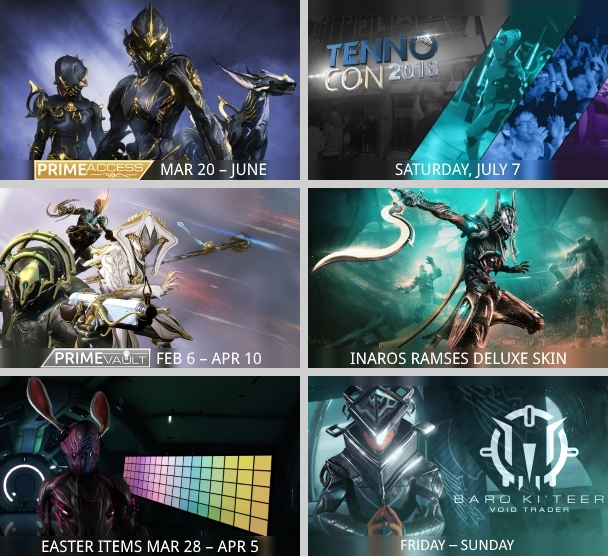 PRIMEACCESS MAR 20 – JUNE
TENNO
CON 2018
SATURDAY, JULY 7
PRIMEVAULT FEB 6 – APR 10
INAROS RAMSES DELUXE SKIN
EASTER ITEMS MAR 28 – APR 5
BARO KI'TEER
VOID TRADER
FRIDAY – SUNDAY